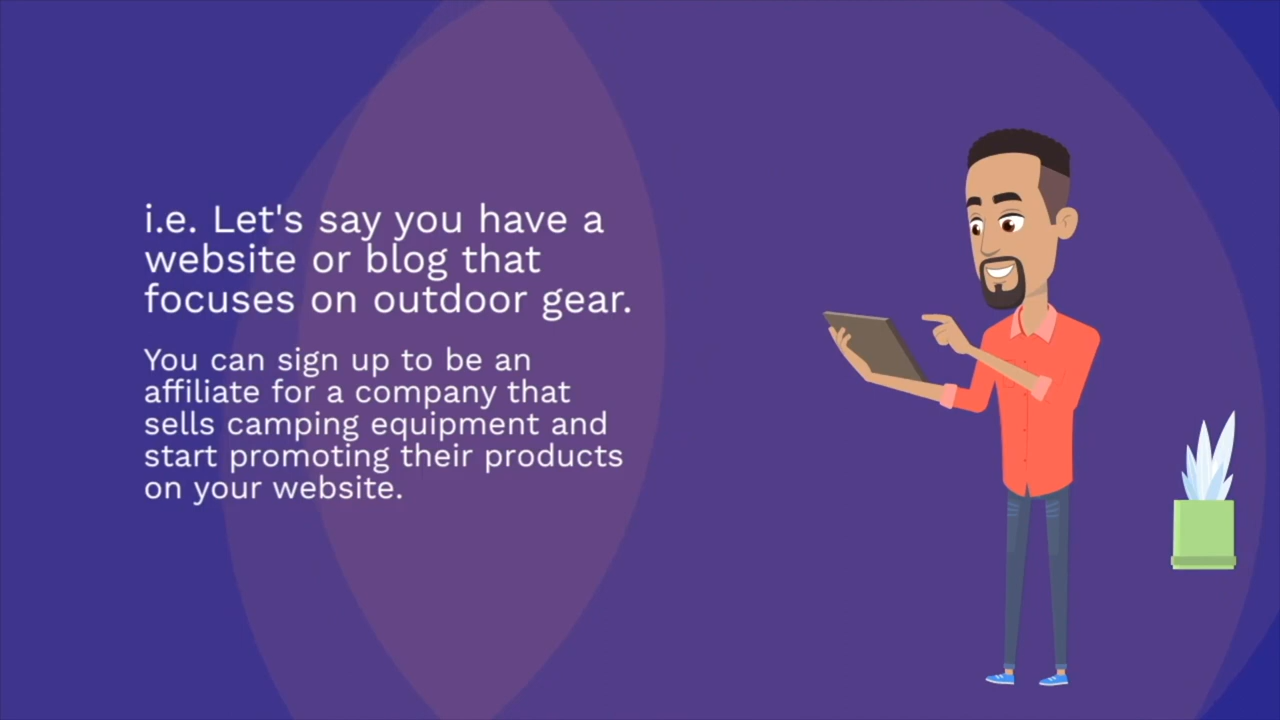 i.e. Let's say you have a
website or blog that
focuses on outdoor gear.
You can sign up to be an
affiliate for a company that
sells camping equipment and
start promoting their products
on your website.